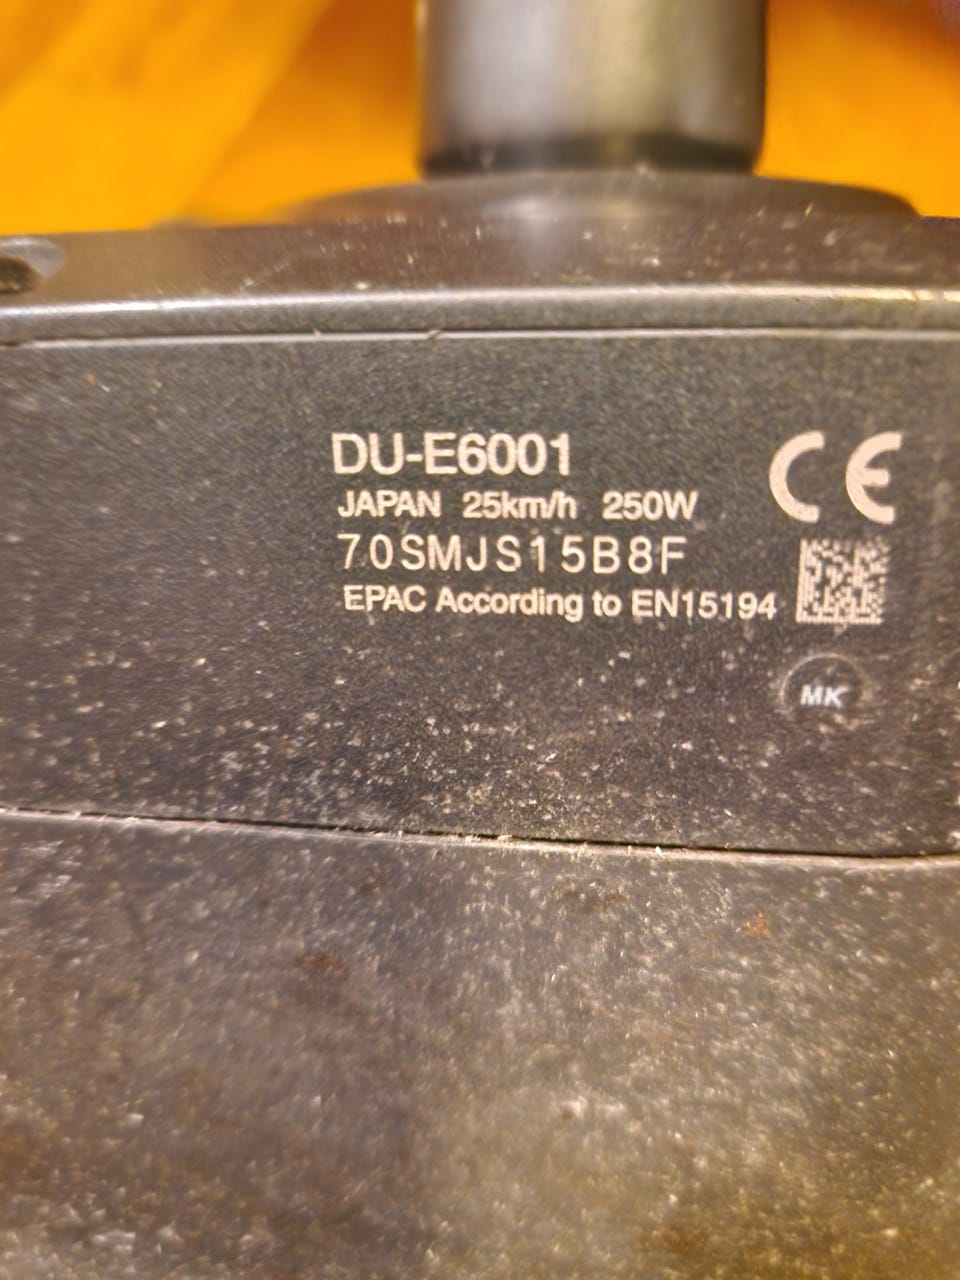 DU-E6001
JAPAN 25km/h 250W
70SMJS15B8F
EPAC According to EN15194
CE
MK